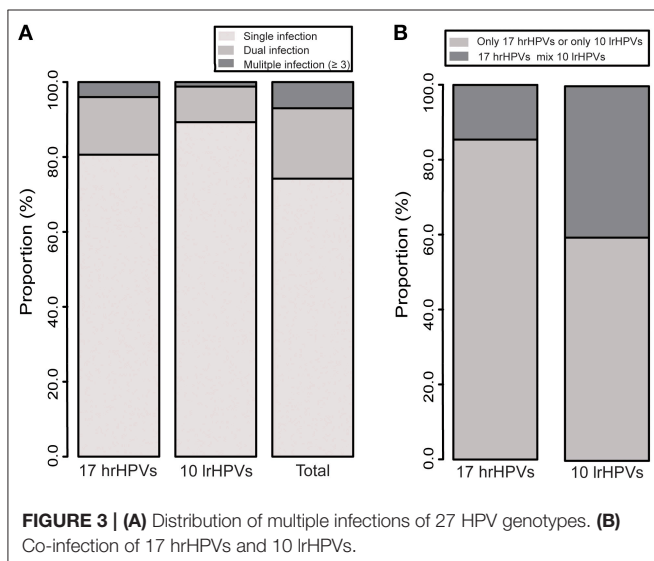 A
Single infection
Dual infection
Mulitple infection (≥ 3)
Proportion (%)
100.0
80.0
60.0
40.0
20.0
0.0
17 hrHPVs
10 lrHPVs
Total
B
Only 17 hrHPVs or only 10 lrHPVs
17 hrHPVs mix 10 lrHPVs
Proportion (%)
100.0
80.0
60.0
40.0
20.0
0.0
17 hrHPVs
10 lrHPVs
FIGURE 3 | (A) Distribution of multiple infections of 27 HPV genotypes. (B)
Co-infection of 17 hrHPVs and 10 lrHPVs.